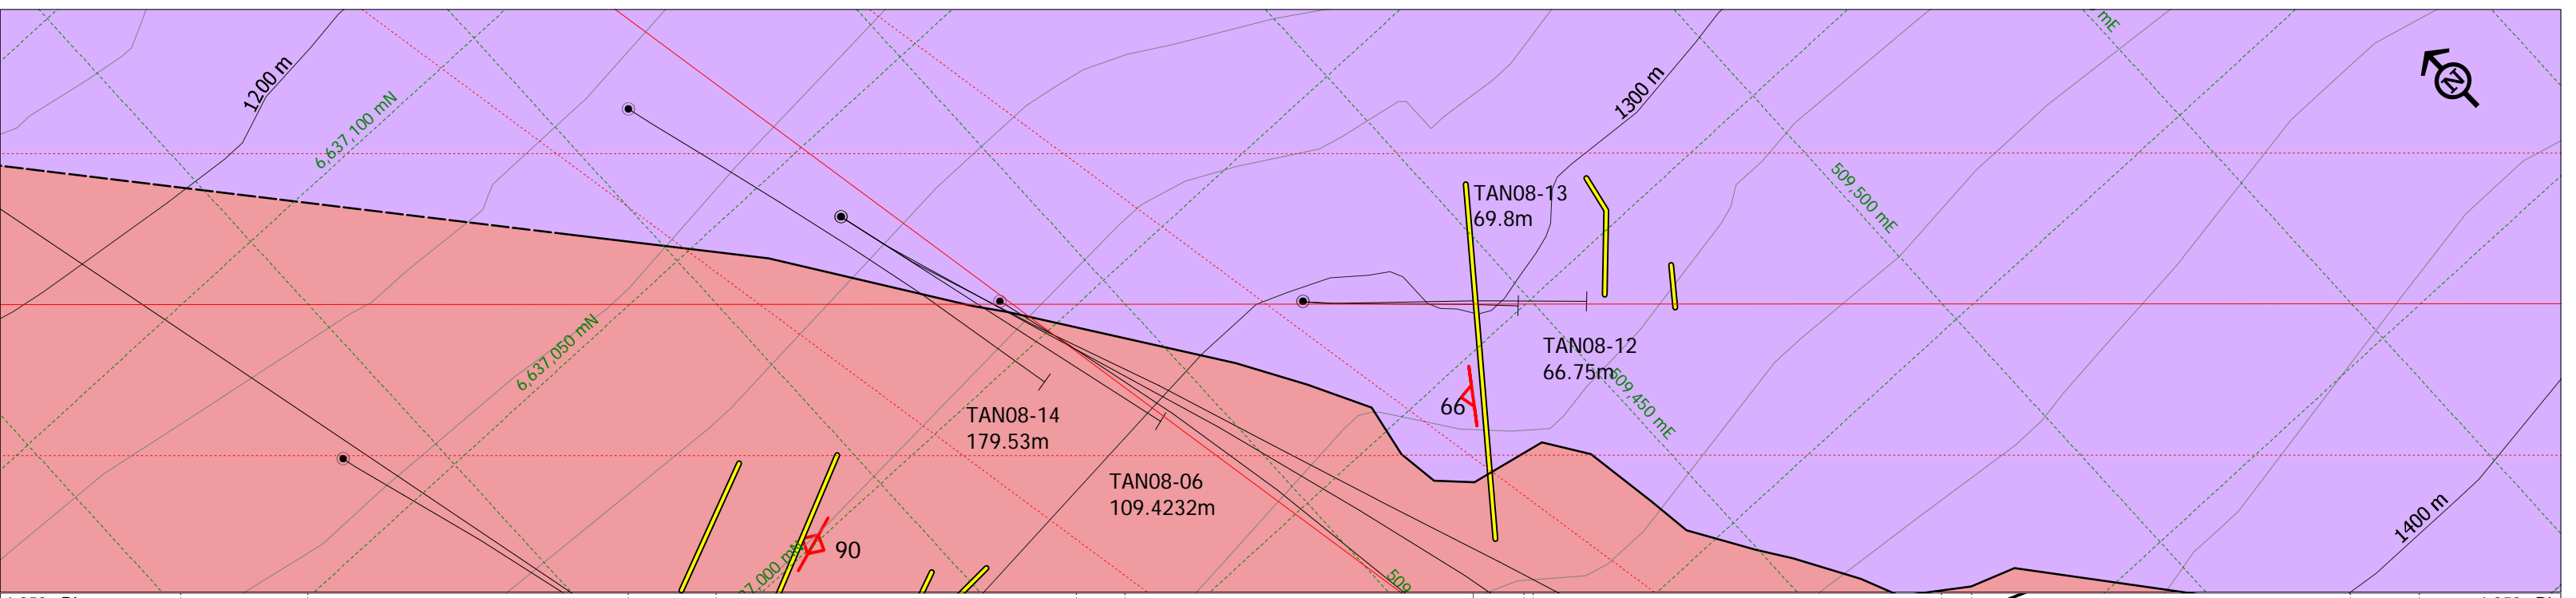 1200 m
6,637,100 mN
6,637,050 mN
1300 m
mE
N
TAN08-13
69.8m
509,500 mE
TAN08-12
66.75m
509,450 mE
66
TAN08-14
179.53m
TAN08-06
109.4232m
90
1400 m